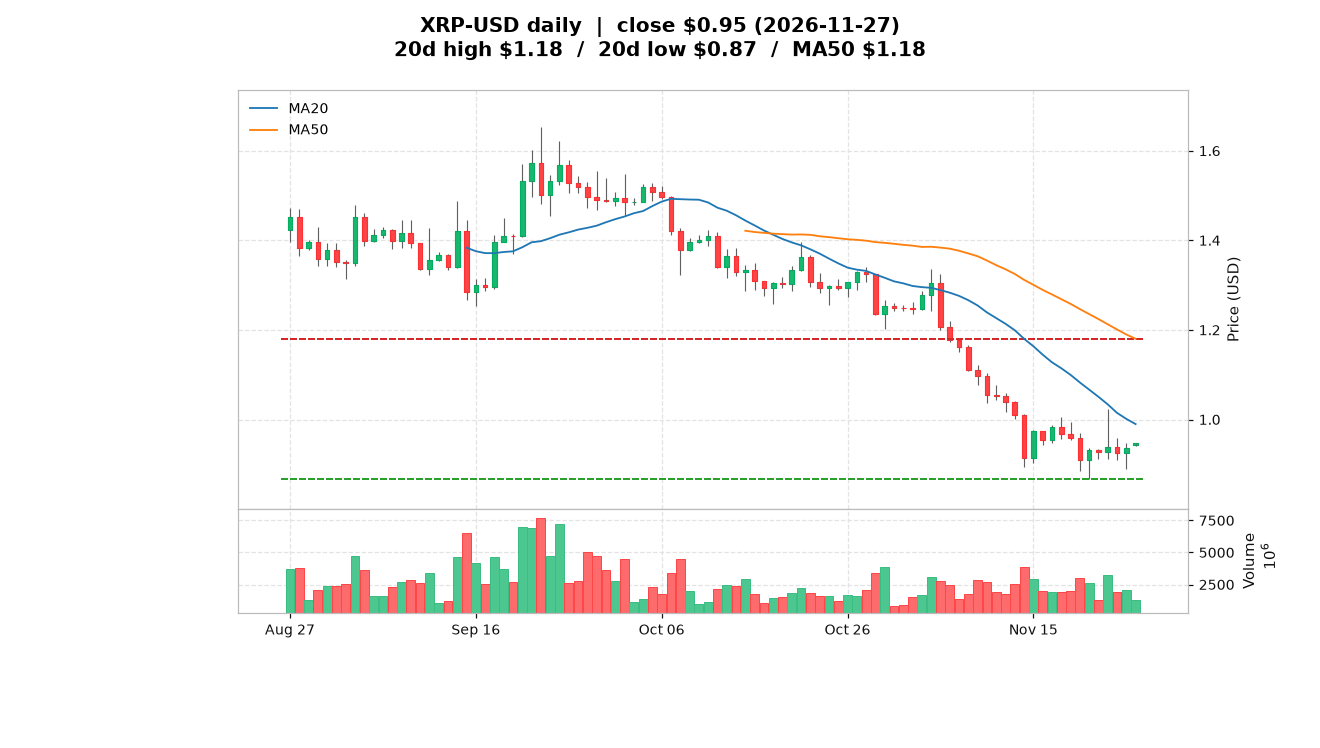 XRP-USD daily | close $0.95 (2026-11-27)
20d high $1.18 / 20d low $0.87 / MA50 $1.18
MA20
MA50
1.6
1.4
1.2
1.0
Price (USD)
7500
5000
2500
Volume
10^6
Aug 27
Sep 16
Oct 06
Oct 26
Nov 15